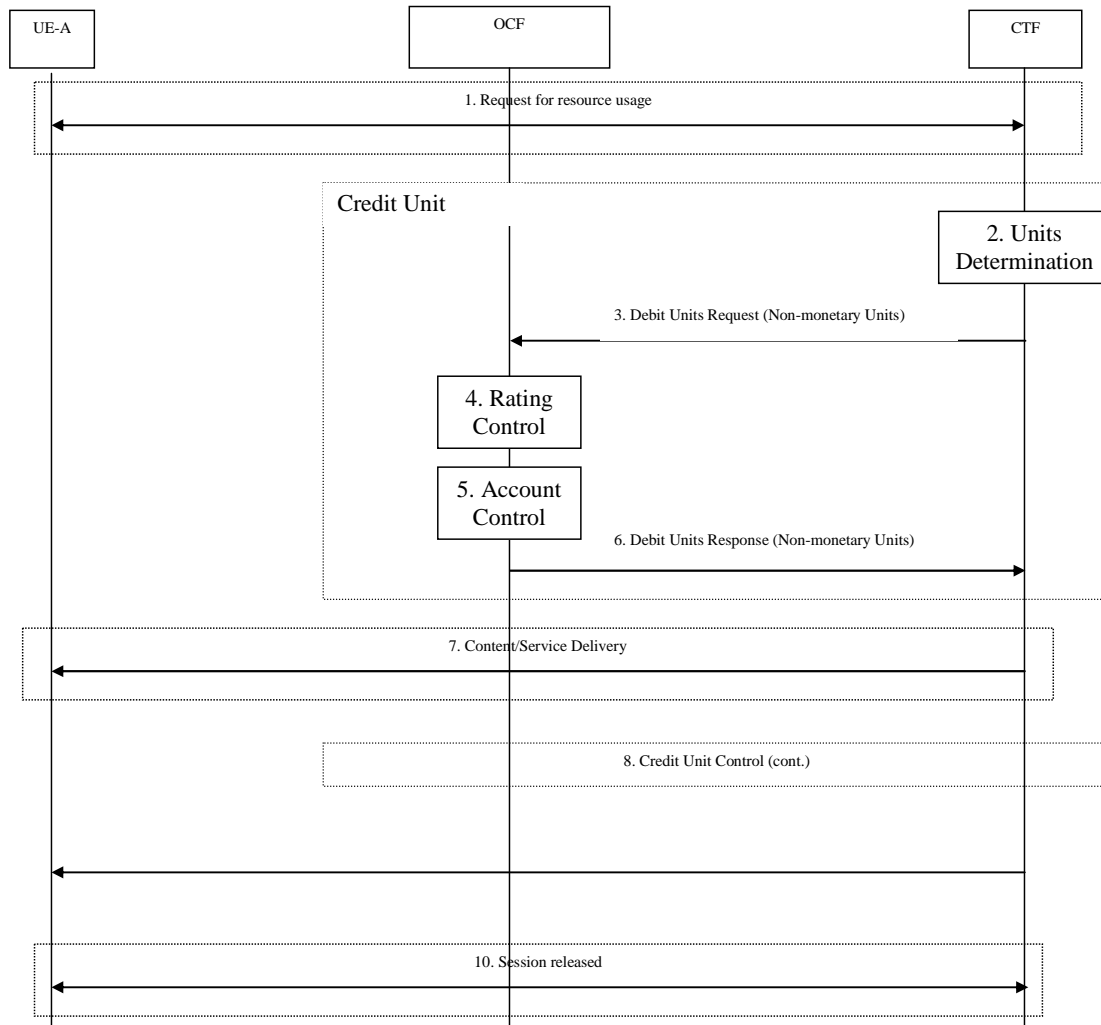 UE-A
OCF
CTF
1. Request for resource usage
Credit Unit
2. Units
Determination
3. Debit Units Request (Non-monetary Units)
4. Rating
Control
5. Account
Control
6. Debit Units Response (Non-monetary Units)
7. Content/Service Delivery
8. Credit Unit Control (cont.)
10. Session released